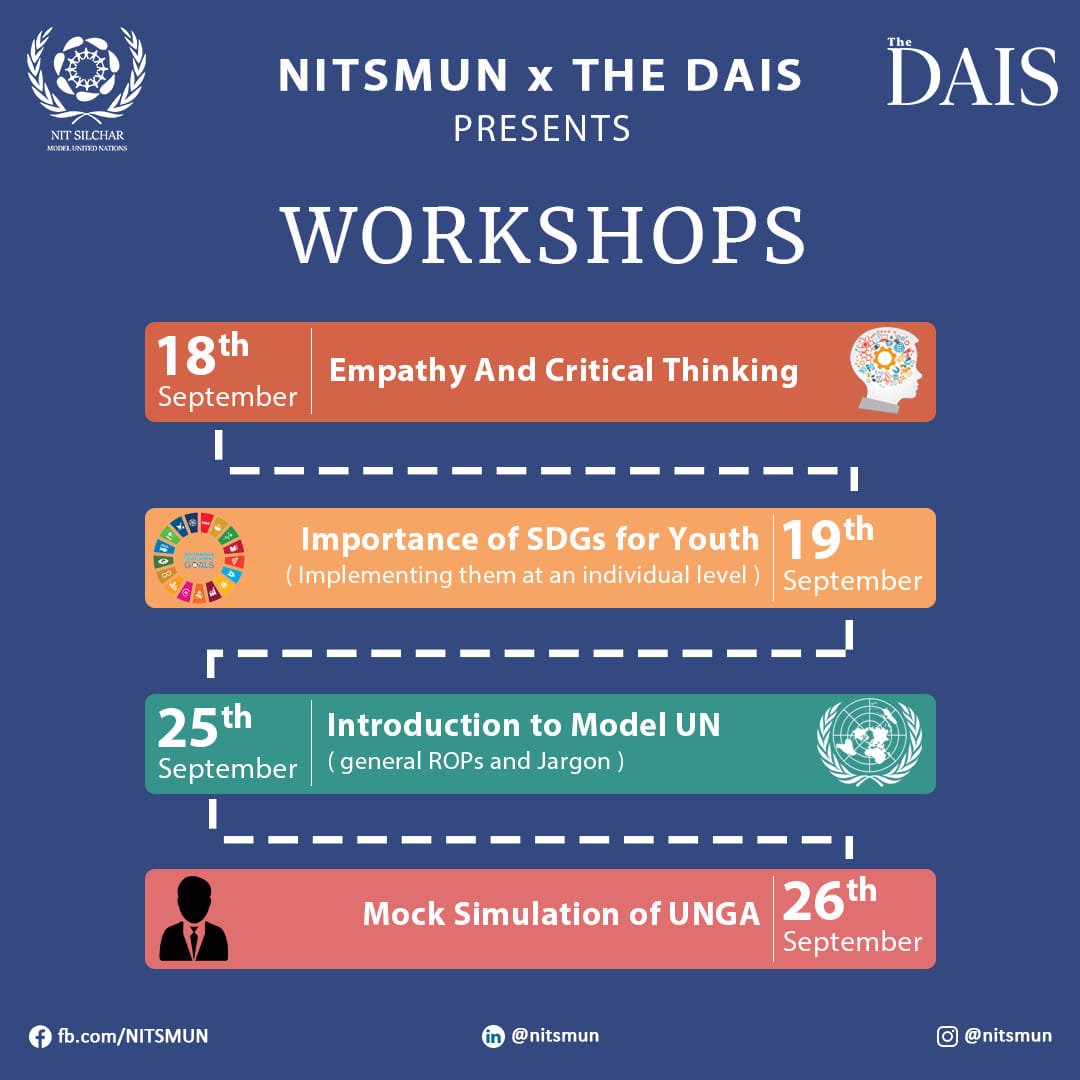 NIT SILCHAR
MODEL UNITED NATIONS
NITSMUN x THE DAIS
PRESENTS
The
DAIS
WORKSHOPS
18th
September
Empathy And Critical Thinking
GOALS
Importance of SDGs for Youth
( Implementing them at an individual level )
19th
September
25th
September
Introduction to Model UN
( general ROPs and Jargon )
Mock Simulation of UNGA
26th
September
fb.com/NITSMUN
@nitsmun
@nitsmun